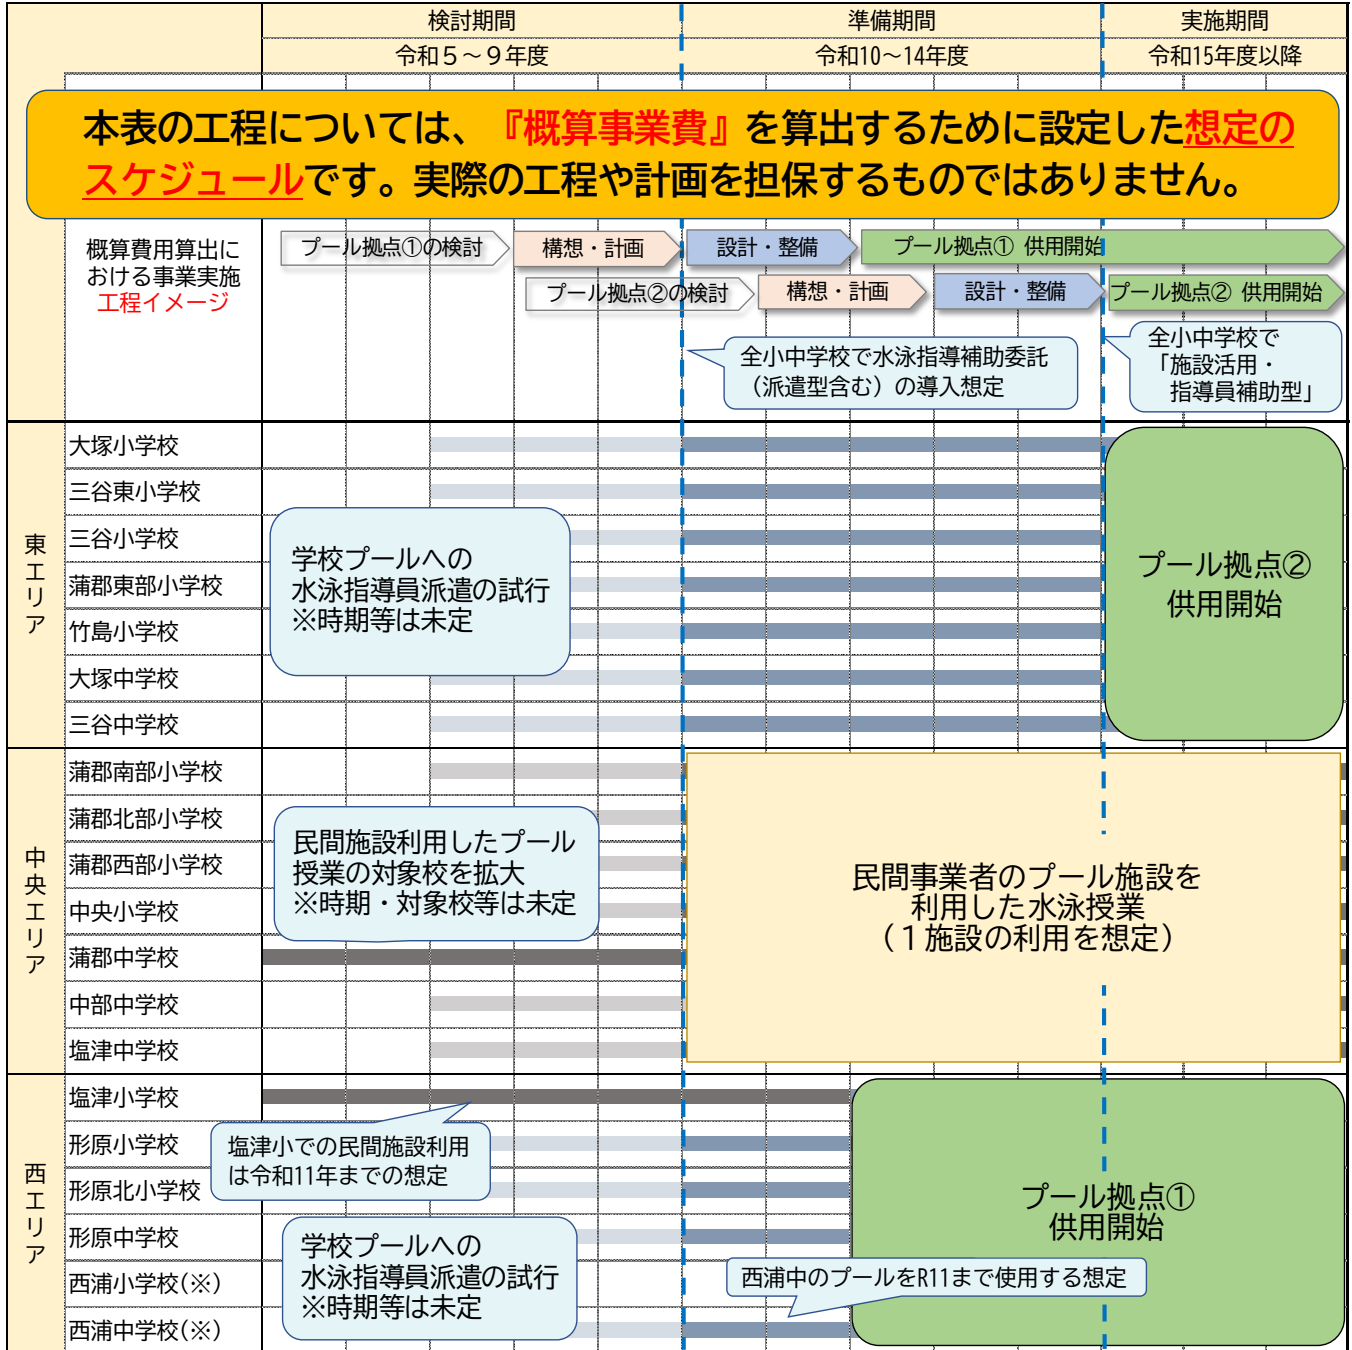 検討期間
準備期間
実施期間
令和５～９年度
令和10～14年度
令和15年度以降
本表の工程については、『概算事業費』を算出するために設定した想定の
スケジュールです。実際の工程や計画を担保するものではありません。
概算費用算出に
おける事業実施
工程イメージ
プール拠点①の検討
構想・計画
設計・整備
プール拠点① 供用開始
プール拠点②の検討
構想・計画
設計・整備
プール拠点② 供用開始
全小中学校で水泳指導補助委託
（派遣型含む）の導入想定
全小中学校で
「施設活用・
指導員補助型」
東エリア
大塚小学校
三谷東小学校
三谷小学校
蒲郡東部小学校
竹島小学校
大塚中学校
三谷中学校
学校プールへの
水泳指導員派遣の試行
※時期等は未定
プール拠点②
供用開始
中央エリア
蒲郡南部小学校
蒲郡北部小学校
蒲郡西部小学校
中央小学校
蒲郡中学校
中部中学校
塩津中学校
民間施設利用したプール
授業の対象校を拡大
※時期・対象校等は未定
民間事業者のプール施設を
利用した水泳授業
（１施設の利用を想定）
西エリア
塩津小学校
形原小学校
形原北小学校
形原中学校
西浦小学校(※)
西浦中学校(※)
塩津小での民間施設利用
は令和11年までの想定
学校プールへの
水泳指導員派遣の試行
※時期等は未定
プール拠点①
供用開始
西浦中のプールをR11まで使用する想定